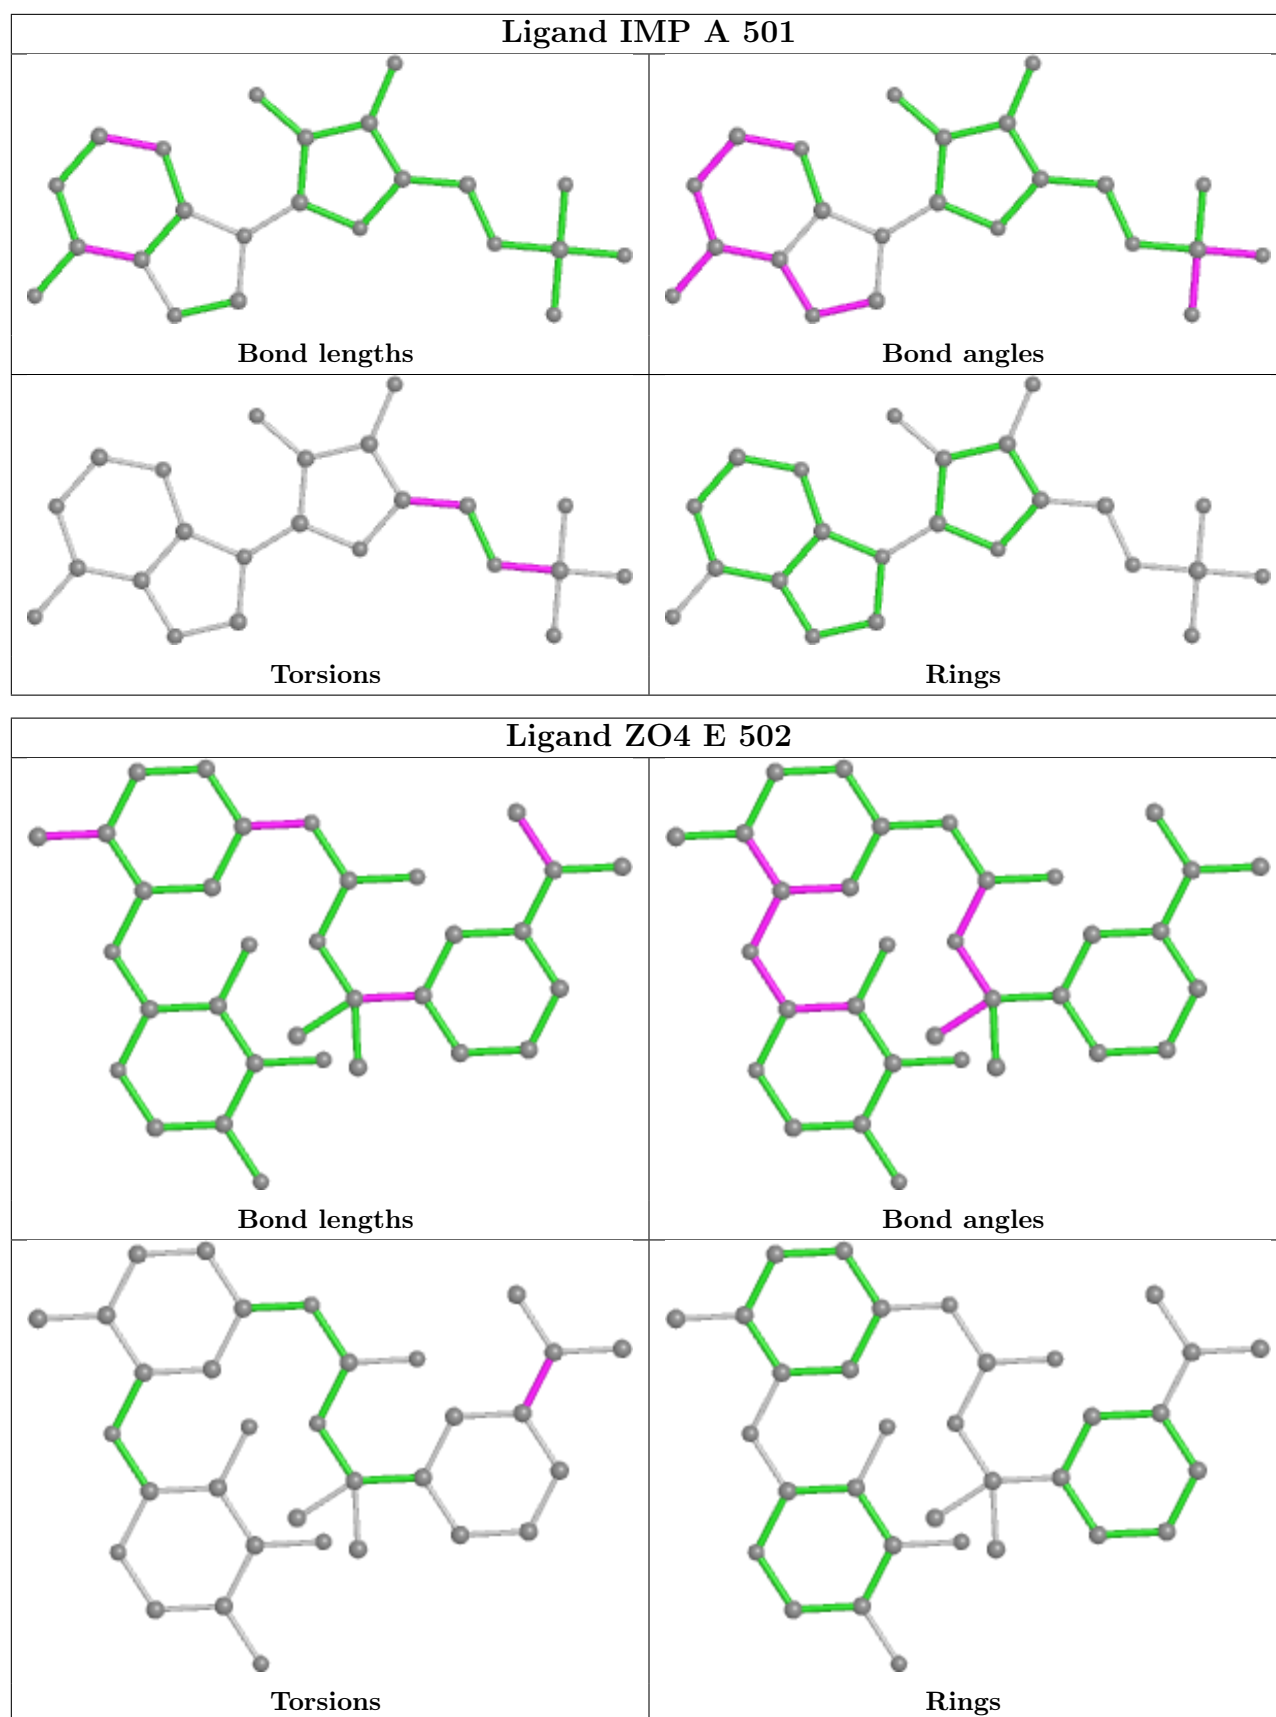 Ligand IMP A 501
Bond lengths
Bond angles
Torsions
Rings
Ligand ZO4 E 502
Bond lengths
Bond angles
Torsions
Rings